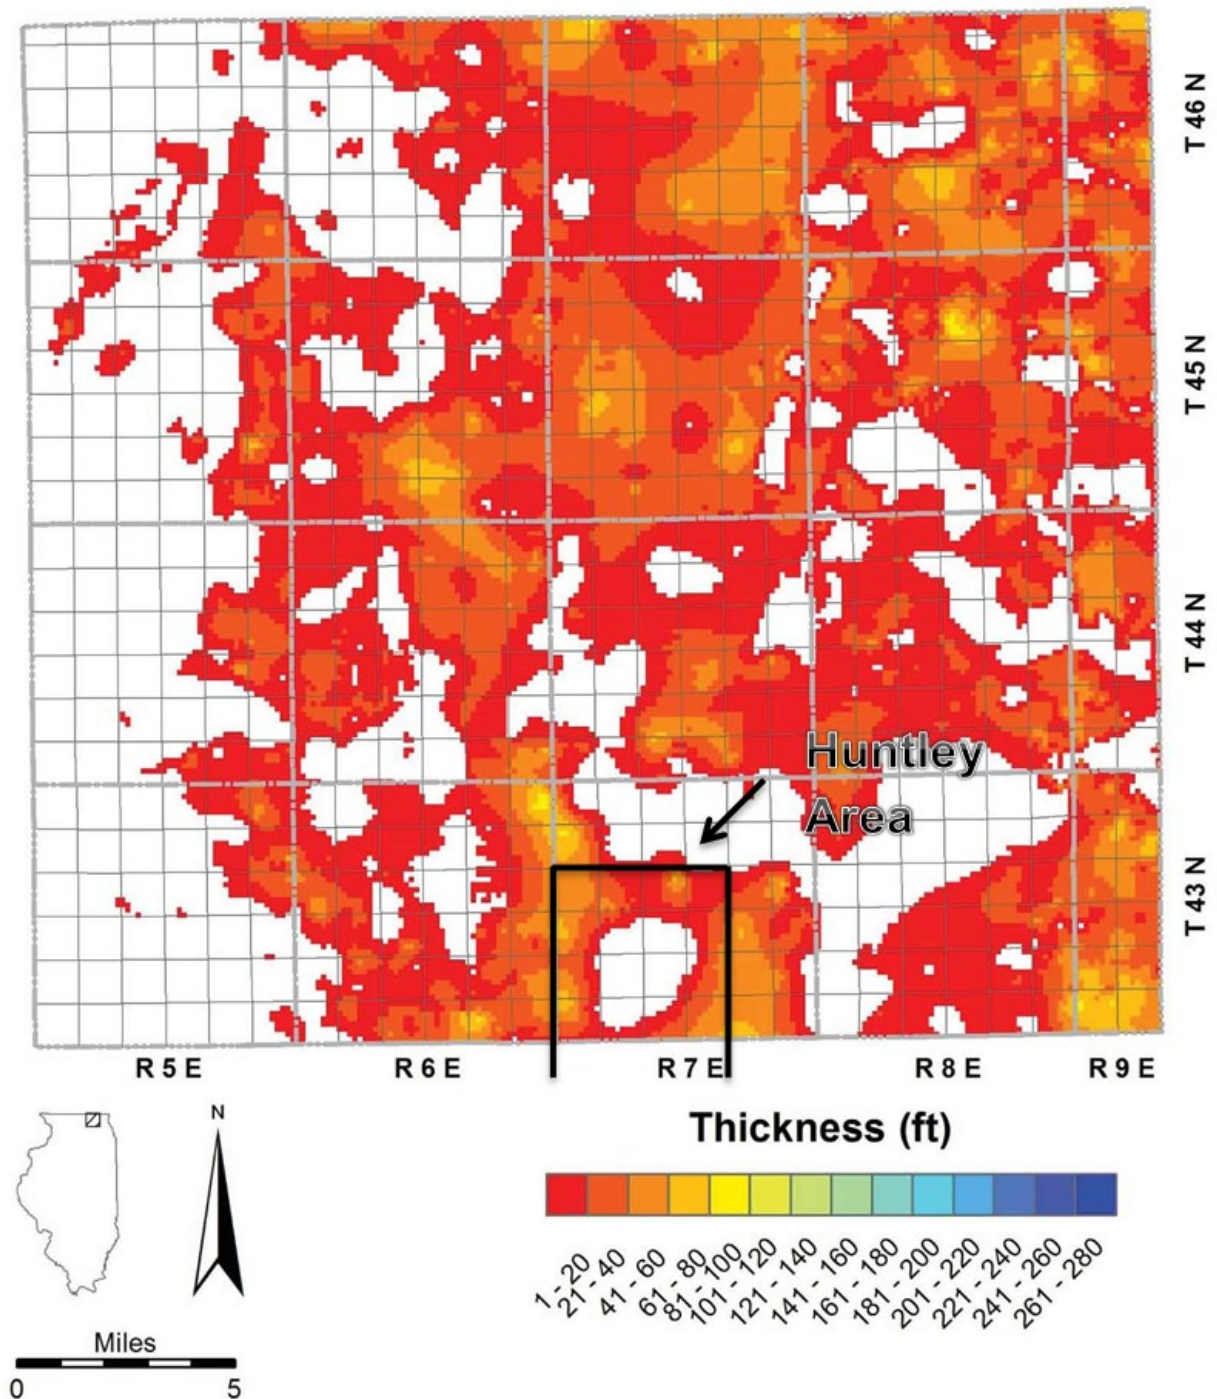 T 46 N
T 45 N
T 44 N
Huntley
Area
T 43 N
R 5 E
R 6 E
R 7 E
R 8 E
R 9 E
N
Thickness (ft)
1 - 20
21 - 40
41 - 60
61 - 80
81 - 100
101 - 120
121 - 140
141 - 160
161 - 180
181 - 200
201 - 220
221 - 240
241 - 260
261 - 280
Miles
0
5